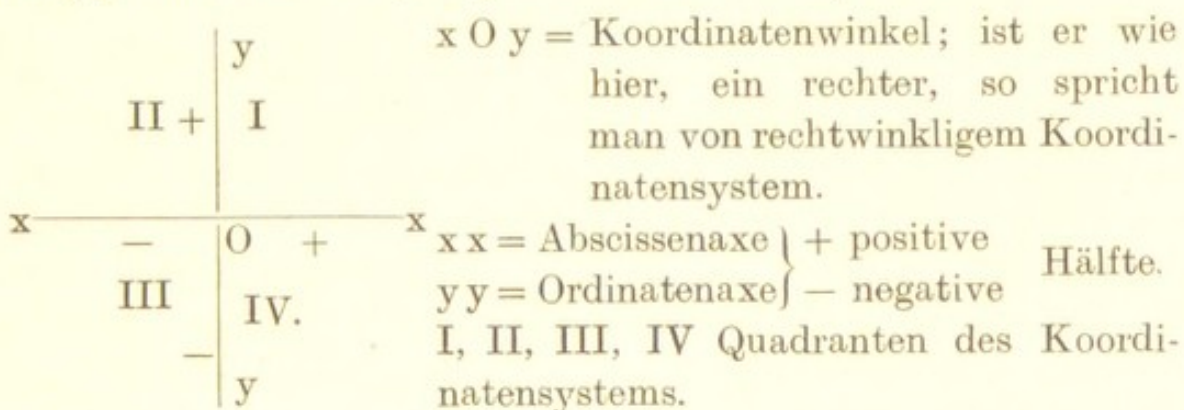 y
II + I
x x
− O +
III IV.
−
y
x O y = Koordinatenwinkel; ist er wie
hier, ein rechter, so spricht
man von rechtwinkligem Koordi-
natensystem.
x x = Abscissenaxe } + positive Hälfte.
y y = Ordinatenaxe } − negative
I, II, III, IV Quadranten des Koordi-
natensystems.